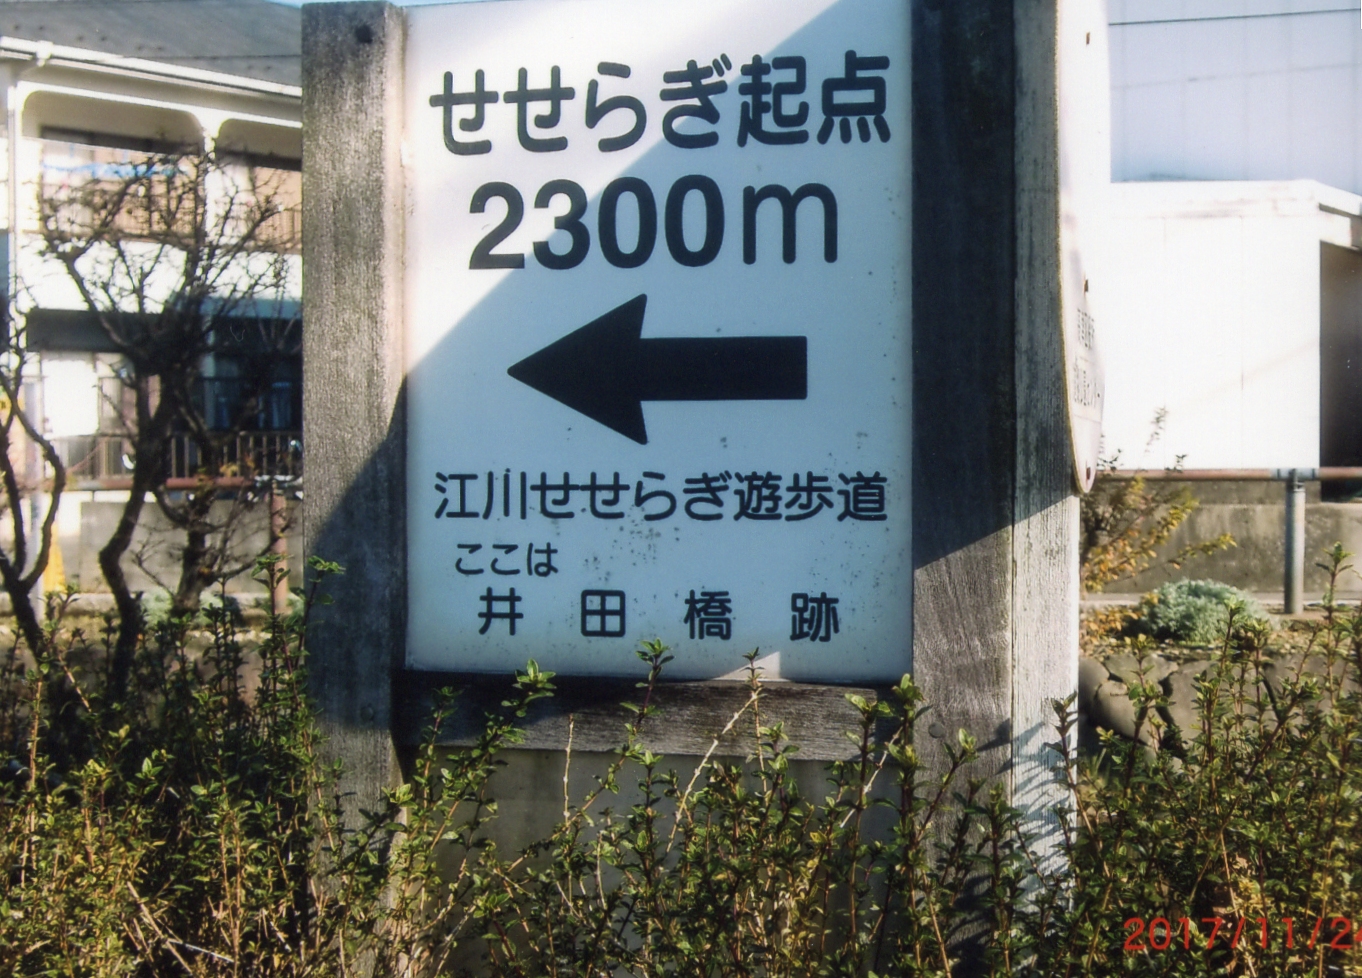 せせらぎ起点
2300m
江川せせらぎ遊歩道
ここは
井田橋跡
2017/11/2